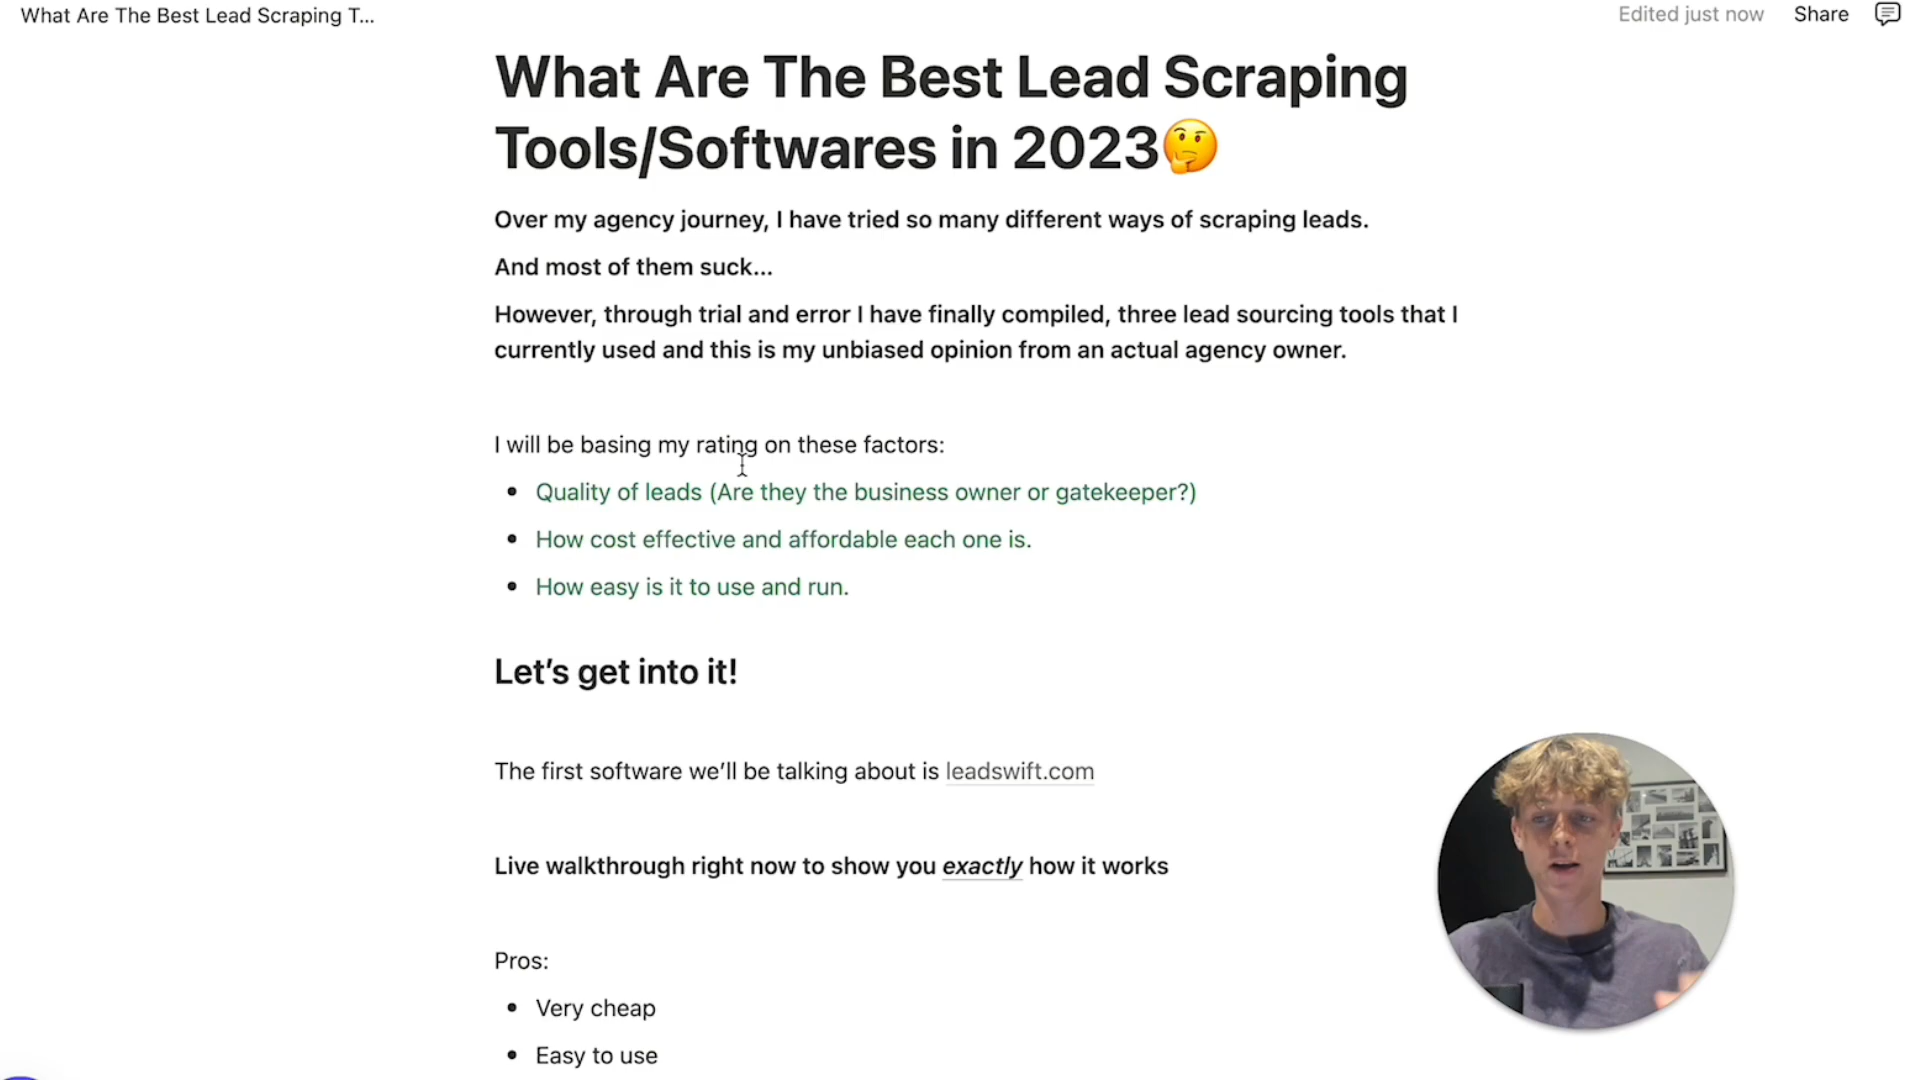 What Are The Best Lead Scraping T...
Edited just now
Share
What Are The Best Lead Scraping
Tools/Softwares in 2023🤔
Over my agency journey, I have tried so many different ways of scraping leads.
And most of them suck...
However, through trial and error I have finally compiled, three lead sourcing tools that I
currently used and this is my unbiased opinion from an actual agency owner.
I will be basing my rating on these factors:
• Quality of leads (Are they the business owner or gatekeeper?)
• How cost effective and affordable each one is.
• How easy is it to use and run.
Let's get into it!
The first software we'll be talking about is leadswift.com
Live walkthrough right now to show you exactly how it works
Pros:
• Very cheap
• Easy to use